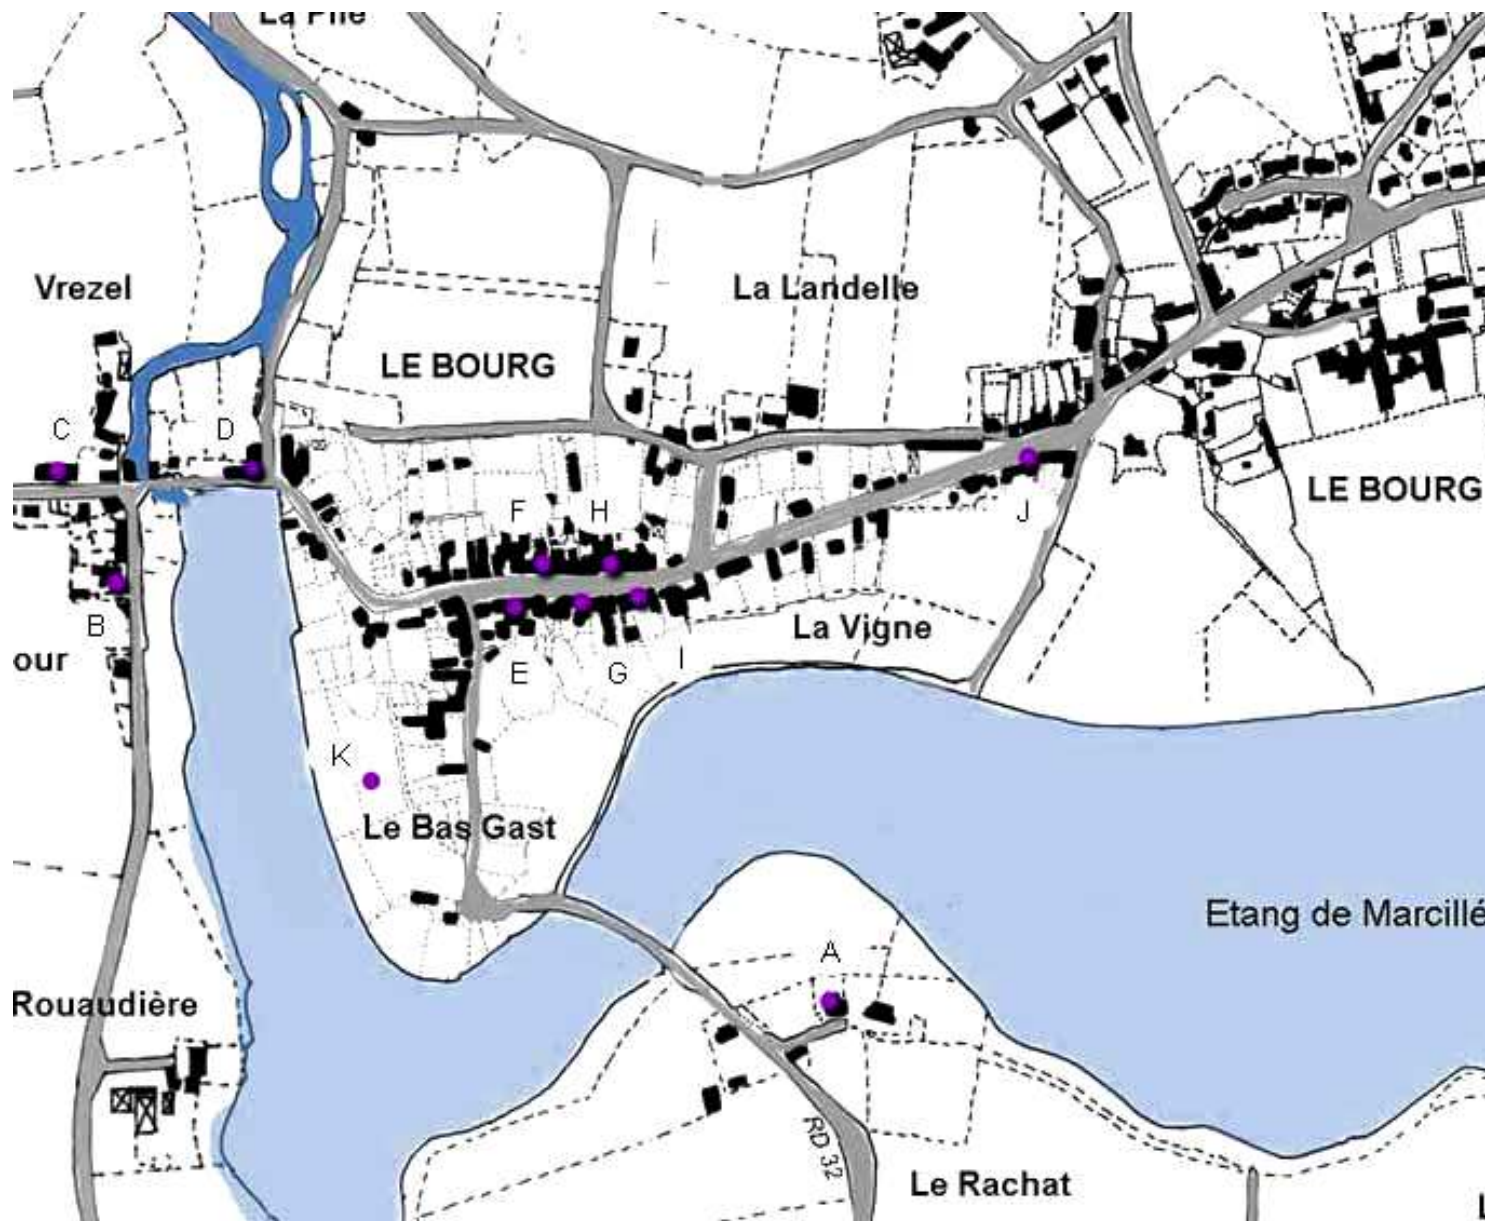 La Pile
Vrezel
La Landelle
LE BOURG
C
D
LE BOURG
F
H
J
B
our
La Vigne
E
G
I
K
Le Bas Gast
Etang de Marcillé
A
Rouaudière
RD 32
Le Rachat